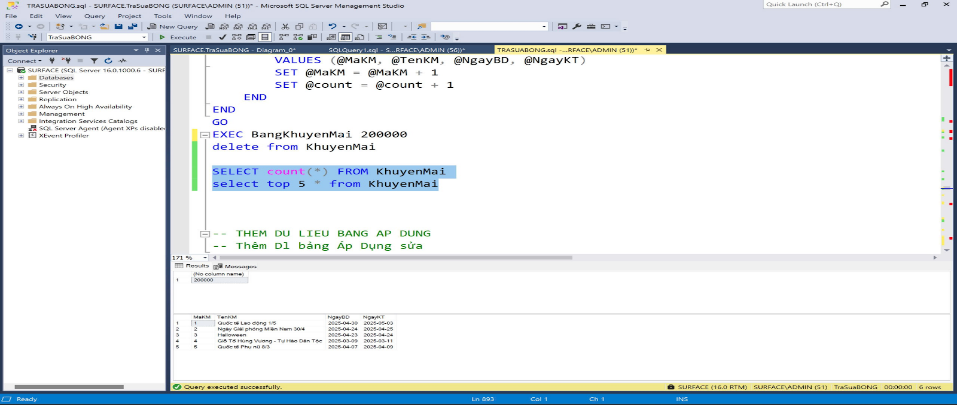 TRASUABONG.sql - SURFACE.TraSuaBONG (SURFACE\ADMIN (51))* - Microsoft SQL Server Management Studio
Quick Launch (Ctrl+Q)
File Edit View Query Project Tools Window Help
New Query
TraSuaBONG Execute
Object Explorer
SURFACE.TraSuaBONG - Diagram_0* SQLQuery1.sql - S...RFACE\ADMIN (56))* TRASUABONG.sql -...RFACE\ADMIN (51))*
Connect
SURFACE (SQL Server 16.0.1000.6 - SURF
Databases
Security
Server Objects
Replication
Always On High Availability
Management
Integration Services Catalogs
SQL Server Agent (Agent XPs disable
XEvent Profiler
VALUES (@MaKM, @TenKM, @NgayBD, @NgayKT)
SET @MaKM = @MaKM + 1
SET @count = @count + 1
END
END
GO
EXEC BangKhuyenMai 200000
delete from KhuyenMai
SELECT count(*) FROM KhuyenMai
select top 5 * from KhuyenMai
-- THEM DU LIEU BANG AP DUNG
-- Thêm Dl bảng Áp Dụng sửa
171 %
Results Messages
(No column name)
1 200000
MaKM TenKM NgayBD NgayKT
1 1 Quốc tế Lao động 1/5 2025-04-30 2025-05-03
2 2 Ngày Giải phóng Miền Nam 30/4 2025-04-24 2025-04-25
3 3 Halloween 2025-04-23 2025-04-24
4 4 Giỗ Tổ Hùng Vương - Tự Hào Dân Tộc 2025-03-09 2025-03-11
5 5 Quốc tế Phụ nữ 8/3 2025-04-07 2025-04-09
Query executed successfully.
SURFACE (16.0 RTM) SURFACE\ADMIN (51) TraSuaBONG 00:00:00 6 rows
Ready Ln 893 Col 1 Ch 1 INS